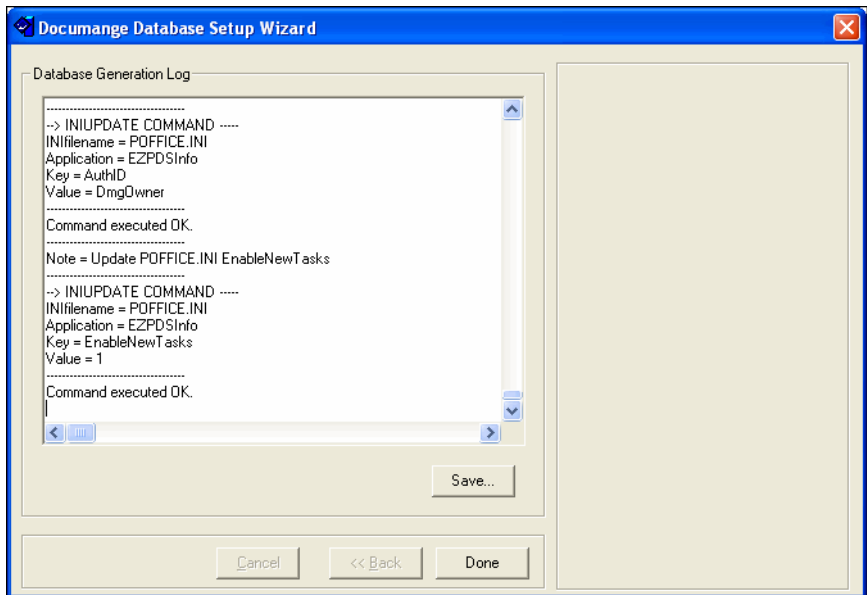 Documange Database Setup Wizard
Database Generation Log
-----------------------------------
--> INIUPDATE COMMAND -----
INIfilename = POFFICE.INI
Application = EZPDSInfo
Key = AuthID
Value = DmgOwner
-----------------------------------
Command executed OK.
-----------------------------------
Note = Update POFFICE.INI EnableNewTasks
-----------------------------------
--> INIUPDATE COMMAND -----
INIfilename = POFFICE.INI
Application = EZPDSInfo
Key = EnableNewTasks
Value = 1
-----------------------------------
Command executed OK.
Save...
Cancel
<< Back
Done